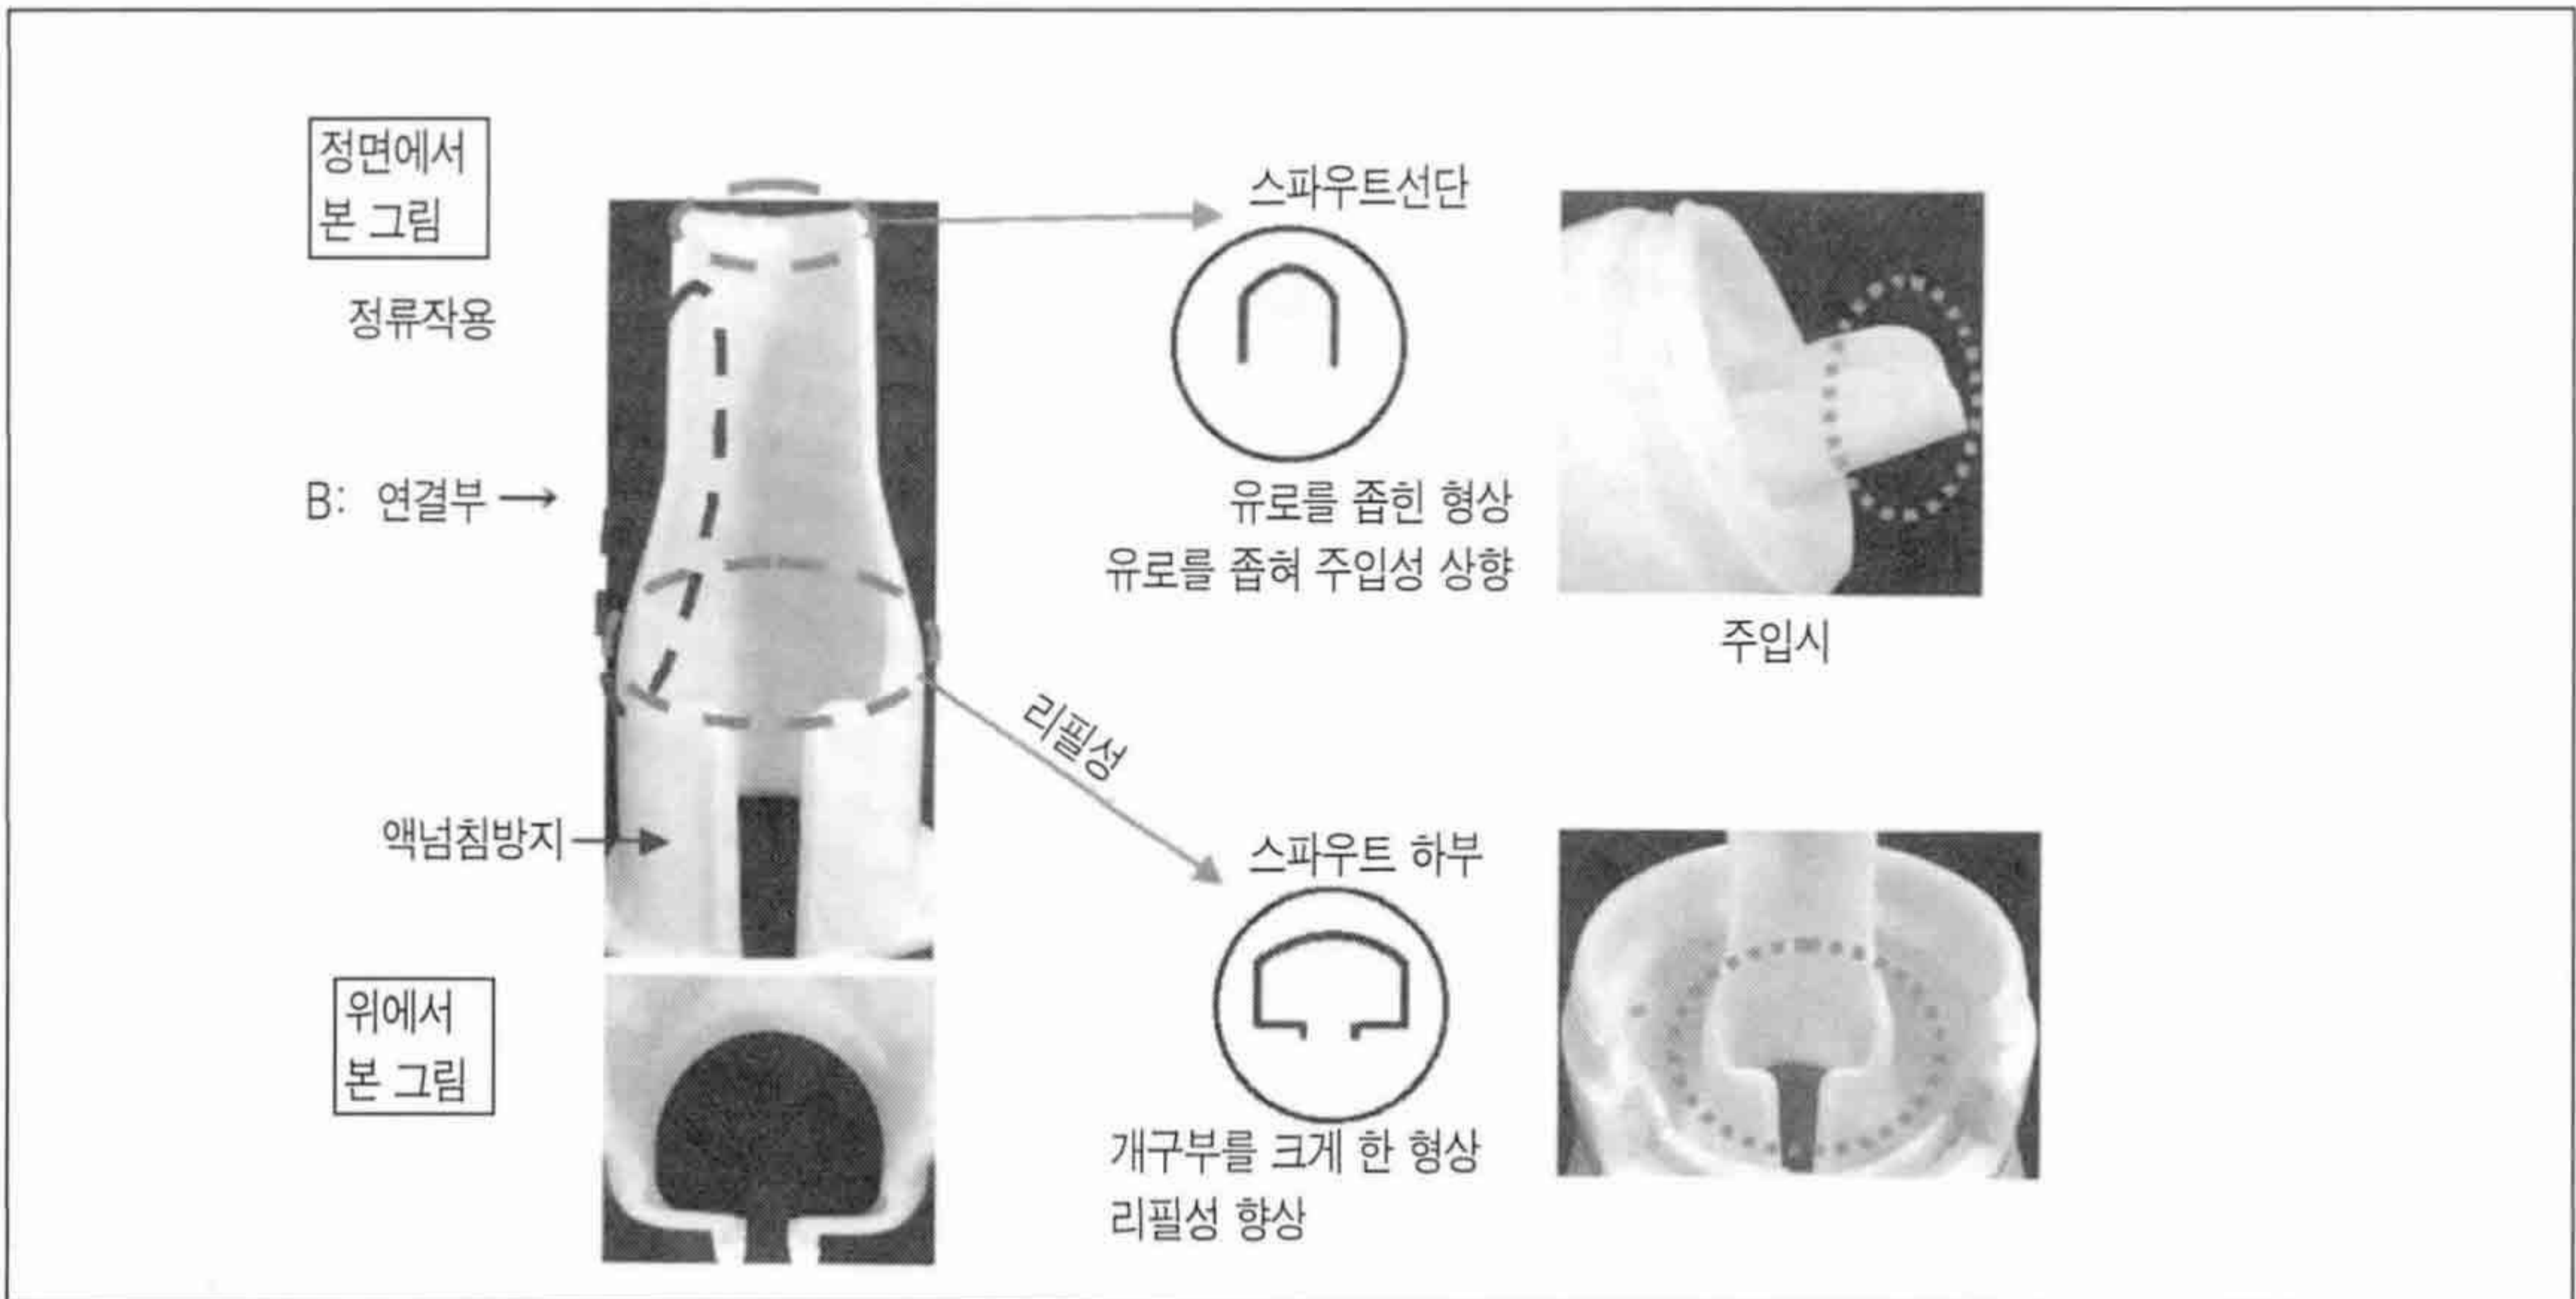 정면에서
본 그림
정류작용
B: 연결부
액넘침방지
위에서
본 그림
스파우트선단
유로를 좁힌 형상
유로를 좁혀 주입성 상향
주입시
리필성
스파우트 하부
개구부를 크게 한 형상
리필성 향상